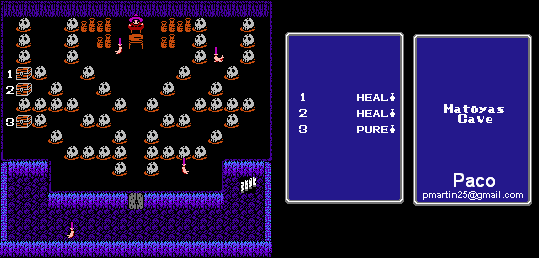 1
2
3
1 HEAL
2 HEAL
3 PURE
Matoyas
Cave
Paco
pmartin25@gmail.com